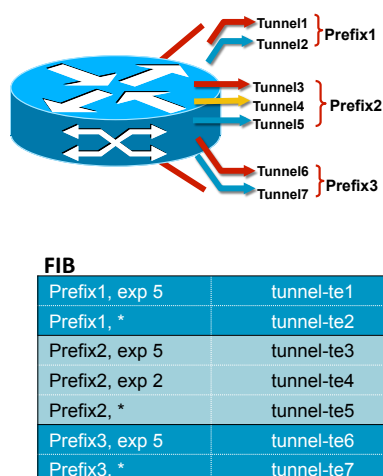 Tunnel1
Tunnel2
Prefix1
Tunnel3
Tunnel4
Tunnel5
Prefix2
Tunnel6
Tunnel7
Prefix3
FIB
Prefix1, exp 5 tunnel-te1
Prefix1, * tunnel-te2
Prefix2, exp 5 tunnel-te3
Prefix2, exp 2 tunnel-te4
Prefix2, * tunnel-te5
Prefix3, exp 5 tunnel-te6
Prefix3, * tunnel-te7